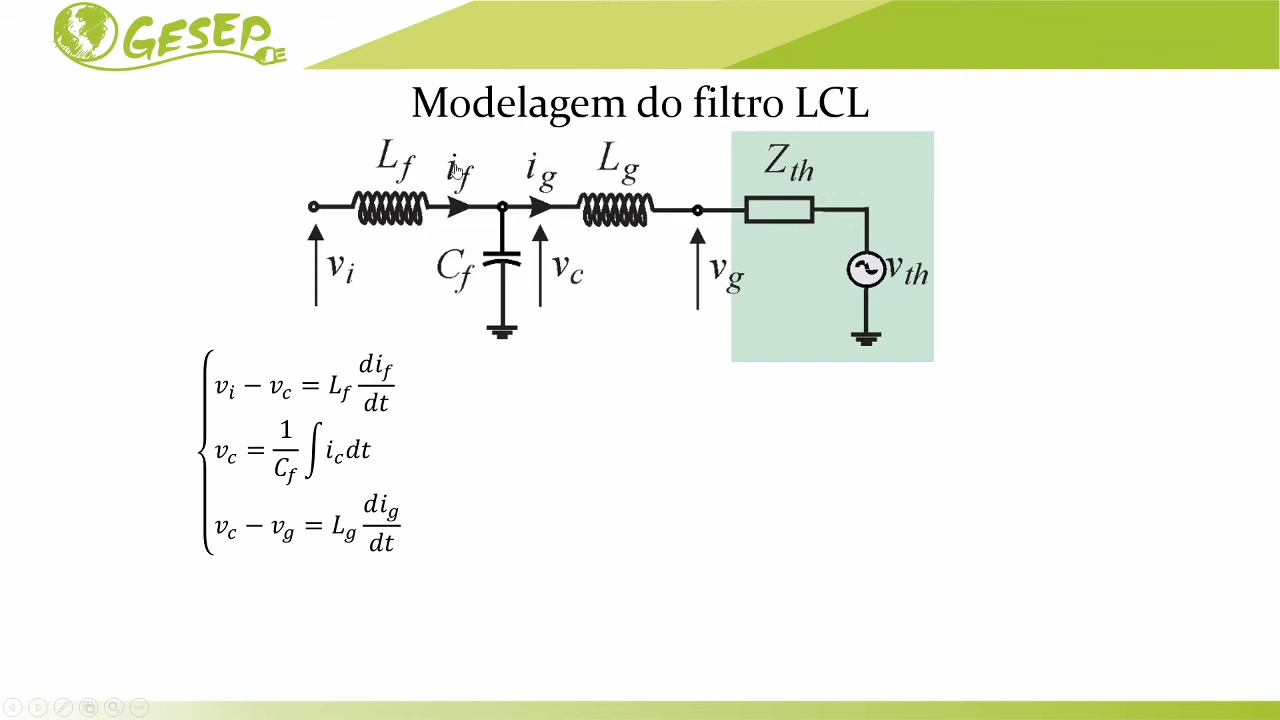 GESEP
Modelagem do filtro LCL
L_f i_f i_g L_g Z_th
v_i C_f v_c v_g v_th
v_i − v_c = L_f di_f/dt
v_c = 1/C_f ∫ i_c dt
v_c − v_g = L_g di_g/dt